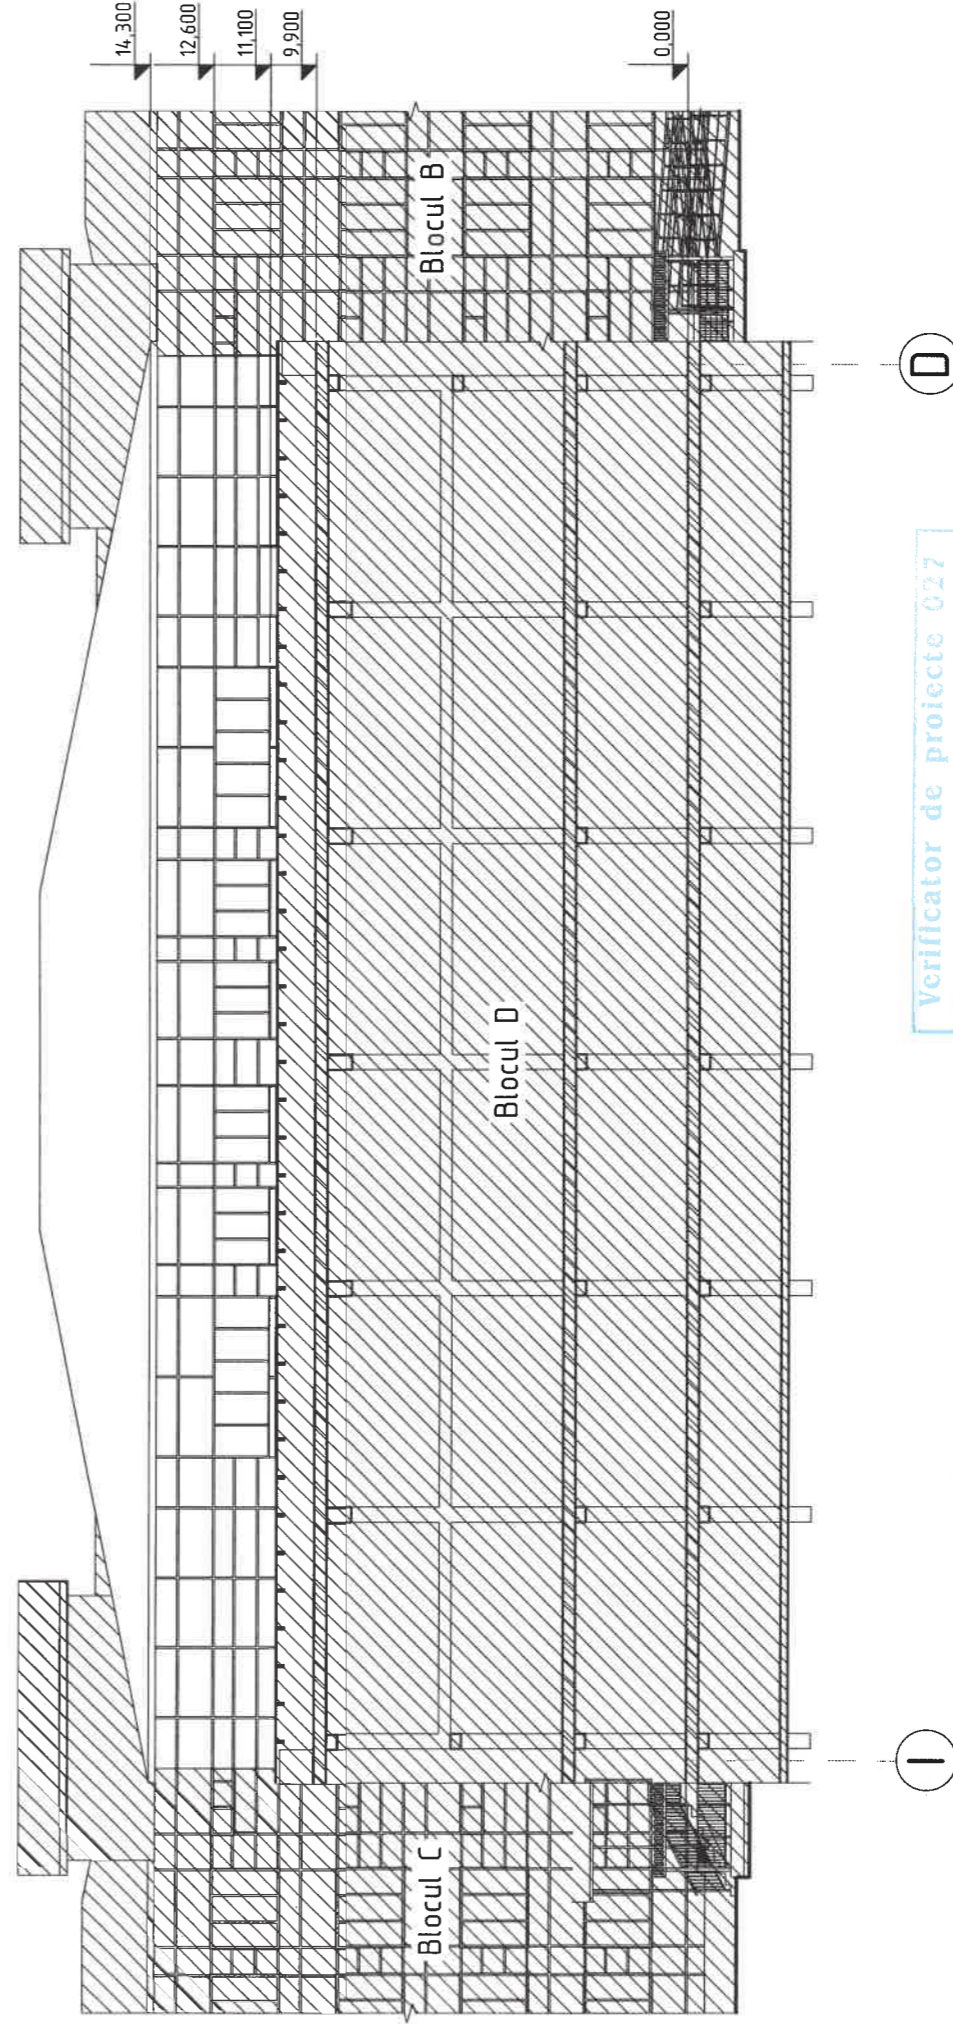 14,300
12,600
11,100
9,900
0,000
Blocul C
Blocul D
Blocul B
I
D
Verificator de proiecte 027